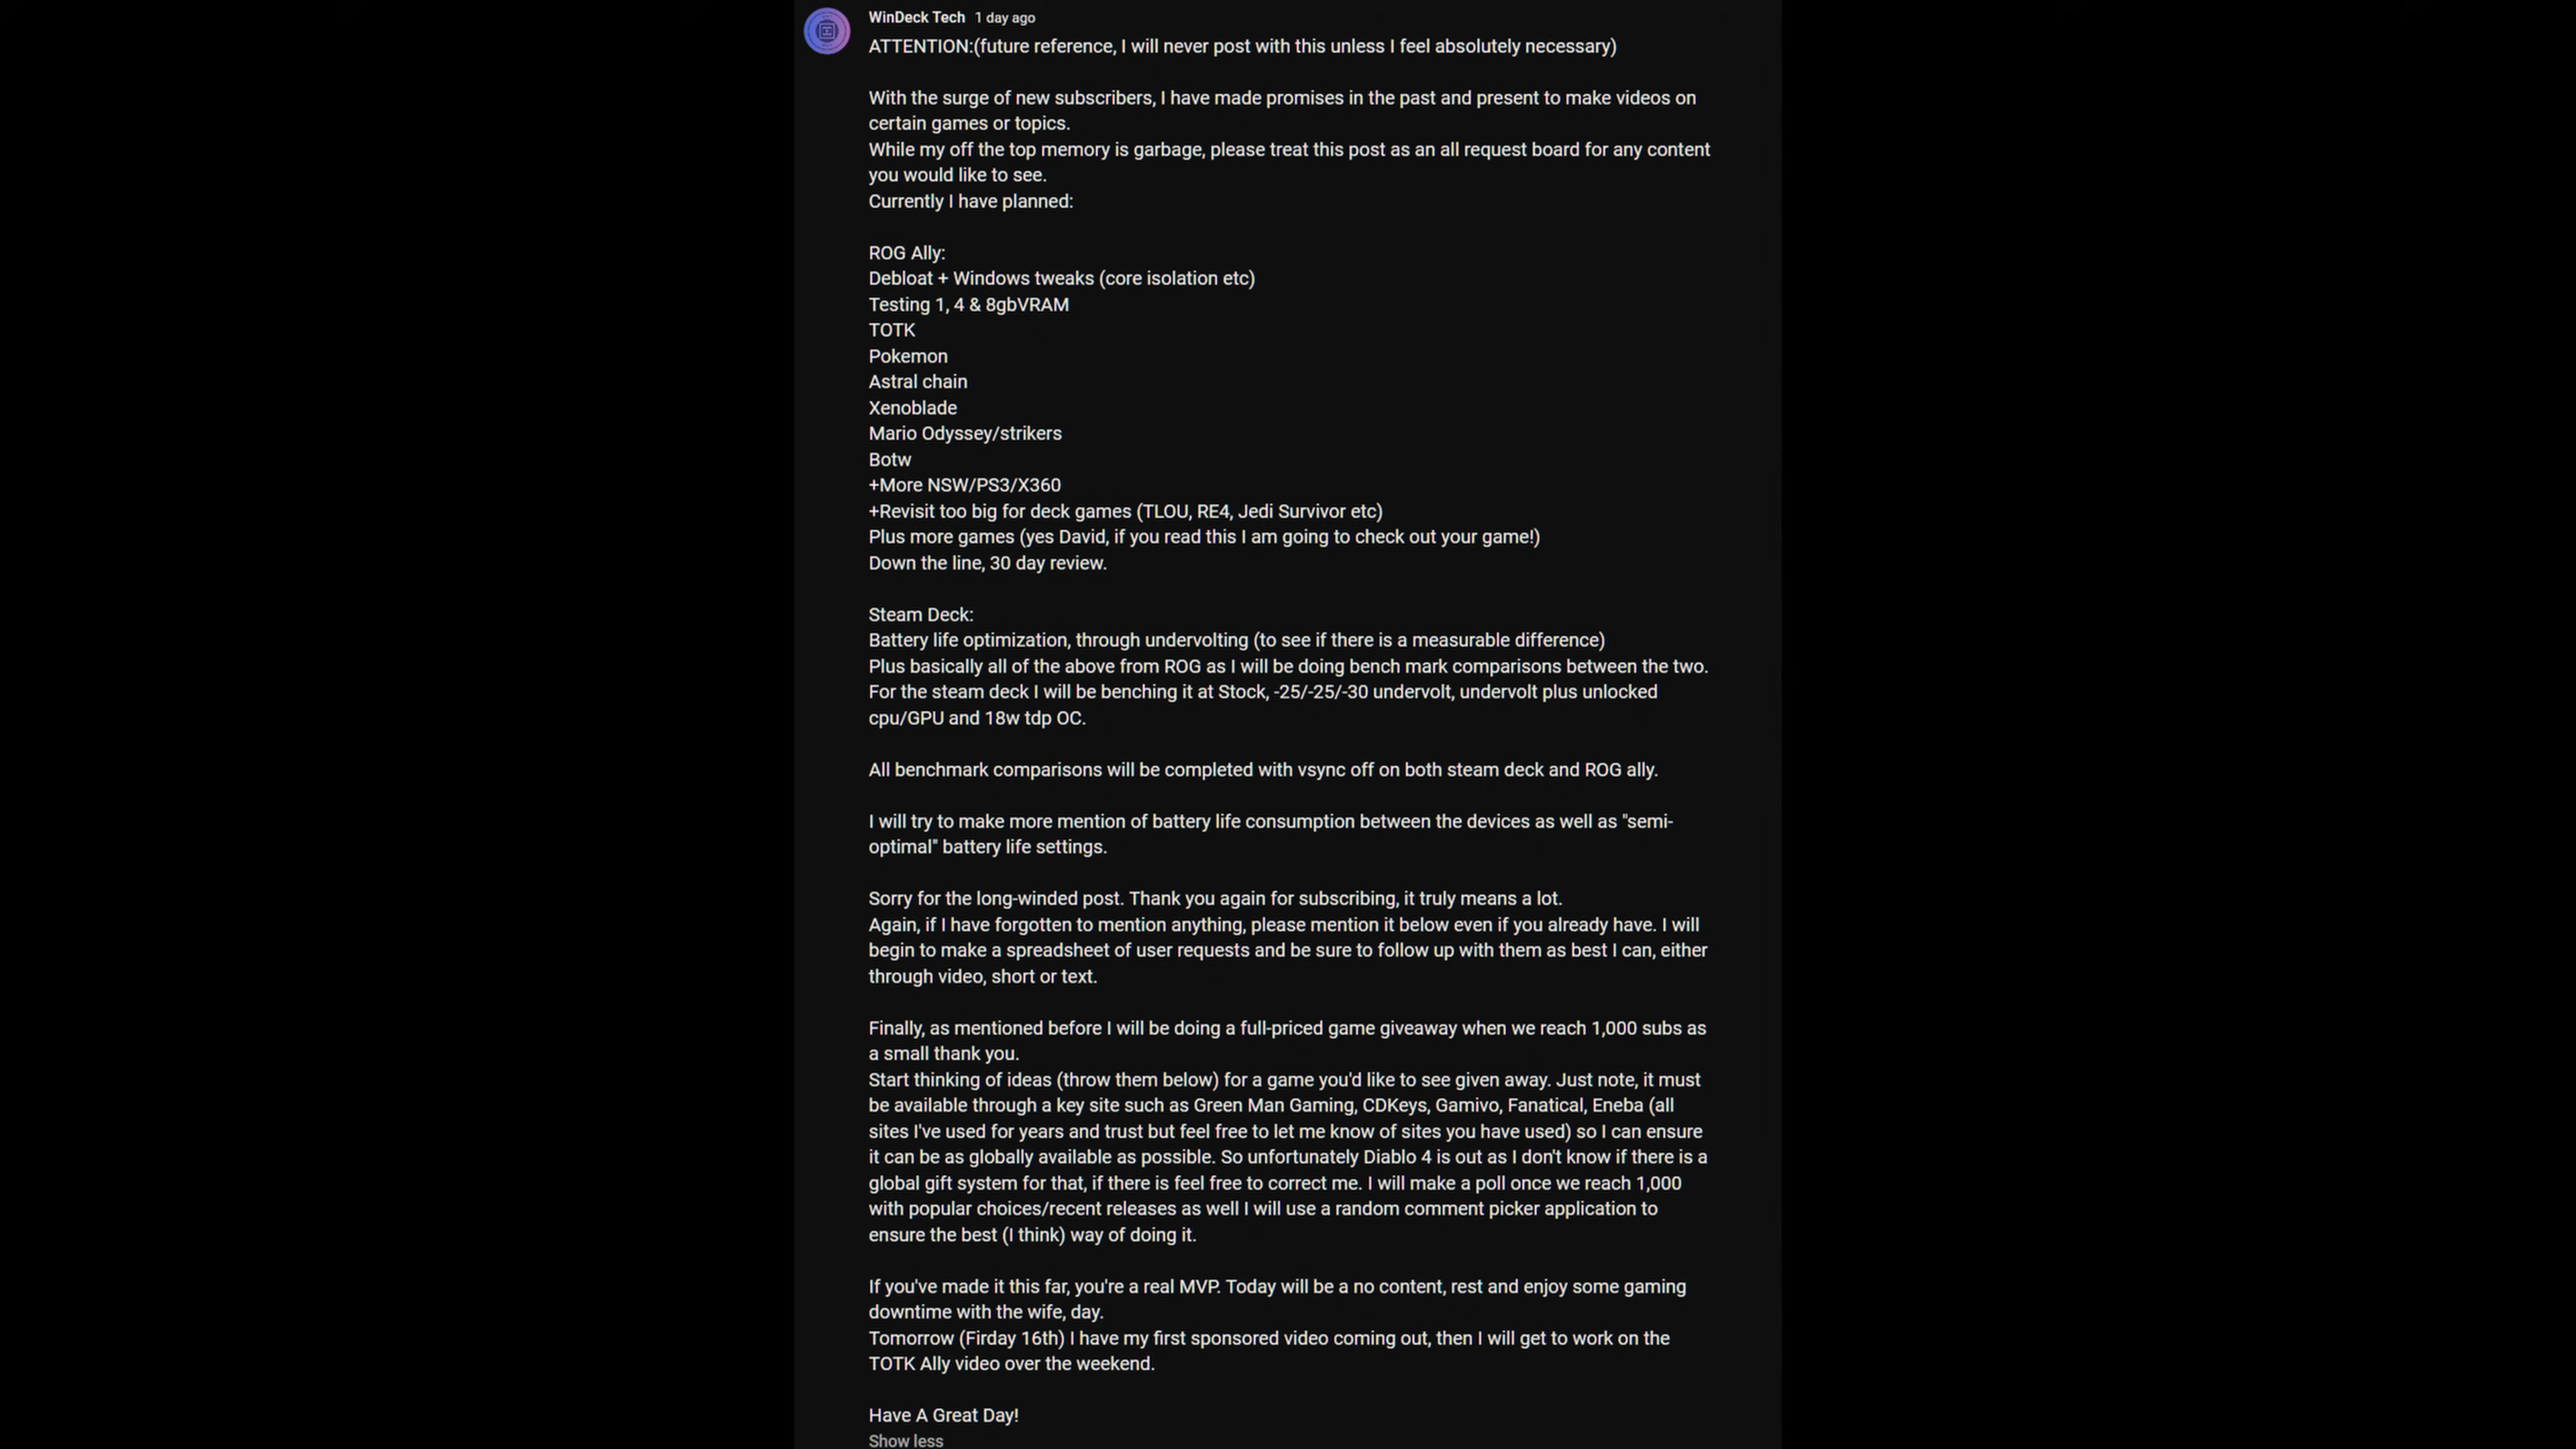 WinDeck Tech 1 day ago
ATTENTION:(future reference, I will never post with this unless I feel absolutely necessary)
With the surge of new subscribers, I have made promises in the past and present to make videos on
certain games or topics.
While my off the top memory is garbage, please treat this post as an all request board for any content
you would like to see.
Currently I have planned:
ROG Ally:
Debloat + Windows tweaks (core isolation etc)
Testing 1, 4 & 8gbVRAM
TOTK
Pokemon
Astral chain
Xenoblade
Mario Odyssey/strikers
Botw
+More NSW/PS3/X360
+Revisit too big for deck games (TLOU, RE4, Jedi Survivor etc)
Plus more games (yes David, if you read this I am going to check out your game!)
Down the line, 30 day review.
Steam Deck:
Battery life optimization, through undervolting (to see if there is a measurable difference)
Plus basically all of the above from ROG as I will be doing bench mark comparisons between the two.
For the steam deck I will be benching it at Stock, -25/-25/-30 undervolt, undervolt plus unlocked
cpu/GPU and 18w tdp OC.
All benchmark comparisons will be completed with vsync off on both steam deck and ROG ally.
I will try to make more mention of battery life consumption between the devices as well as "semi-
optimal" battery life settings.
Sorry for the long-winded post. Thank you again for subscribing, it truly means a lot.
Again, if I have forgotten to mention anything, please mention it below even if you already have. I will
begin to make a spreadsheet of user requests and be sure to follow up with them as best I can, either
through video, short or text.
Finally, as mentioned before I will be doing a full-priced game giveaway when we reach 1,000 subs as
a small thank you.
Start thinking of ideas (throw them below) for a game you'd like to see given away. Just note, it must
be available through a key site such as Green Man Gaming, CDKeys, Gamivo, Fanatical, Eneba (all
sites I've used for years and trust but feel free to let me know of sites you have used) so I can ensure
it can be as globally available as possible. So unfortunately Diablo 4 is out as I don't know if there is a
global gift system for that, if there is feel free to correct me. I will make a poll once we reach 1,000
with popular choices/recent releases as well I will use a random comment picker application to
ensure the best (I think) way of doing it.
If you've made it this far, you're a real MVP. Today will be a no content, rest and enjoy some gaming
downtime with the wife, day.
Tomorrow (Firday 16th) I have my first sponsored video coming out, then I will get to work on the
TOTK Ally video over the weekend.
Have A Great Day!
Show less